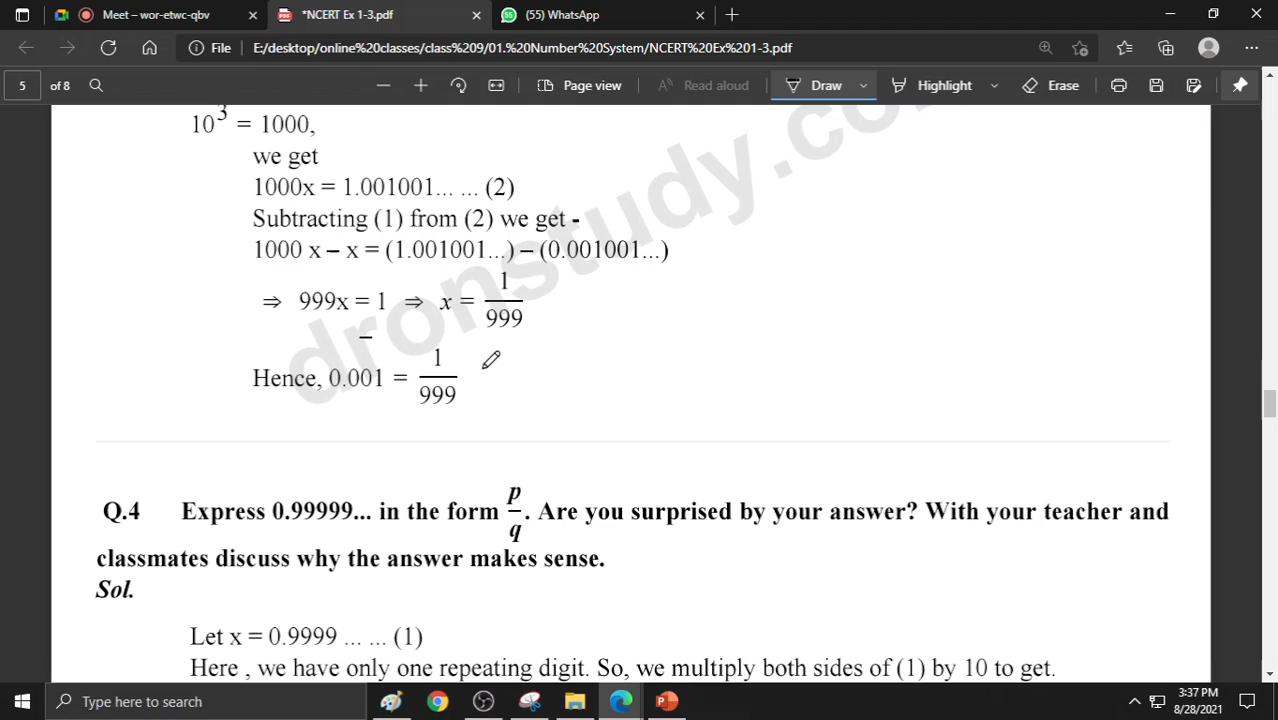 Meet – wor-etwc-qbv
*NCERT Ex 1-3.pdf
(55) WhatsApp
File E:/desktop/online%20classes/class%209/01.%20Number%20System/NCERT%20Ex%201-3.pdf
5 of 8 Page view Read aloud Draw Highlight Erase
10³ = 1000,
we get
1000x = 1.001001... ... (2)
Subtracting (1) from (2) we get -
1000 x – x = (1.001001...) – (0.001001...)
⇒ 999x = 1 ⇒ x = 1/999
Hence, 0.001 = 1/999
dronstudy.co
Q.4 Express 0.99999... in the form p/q. Are you surprised by your answer? With your teacher and
classmates discuss why the answer makes sense.
Sol.
Let x = 0.9999 ... ... (1)
Here , we have only one repeating digit. So, we multiply both sides of (1) by 10 to get.
Type here to search
3:37 PM
8/28/2021